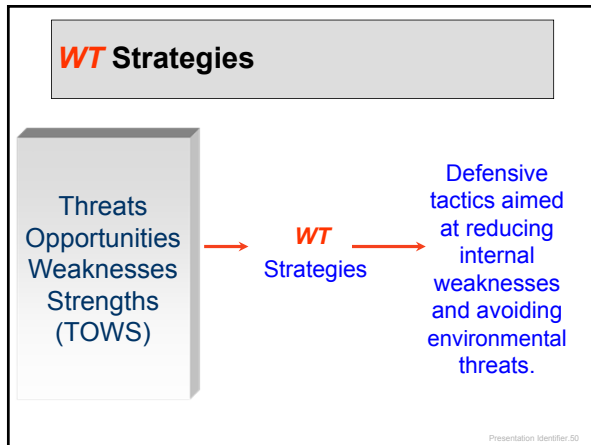 WT Strategies
Threats
Opportunities
Weaknesses
Strengths
(TOWS)
WT
Strategies
Defensive
tactics aimed
at reducing
internal
weaknesses
and avoiding
environmental
threats.
Presentation Identifier.50